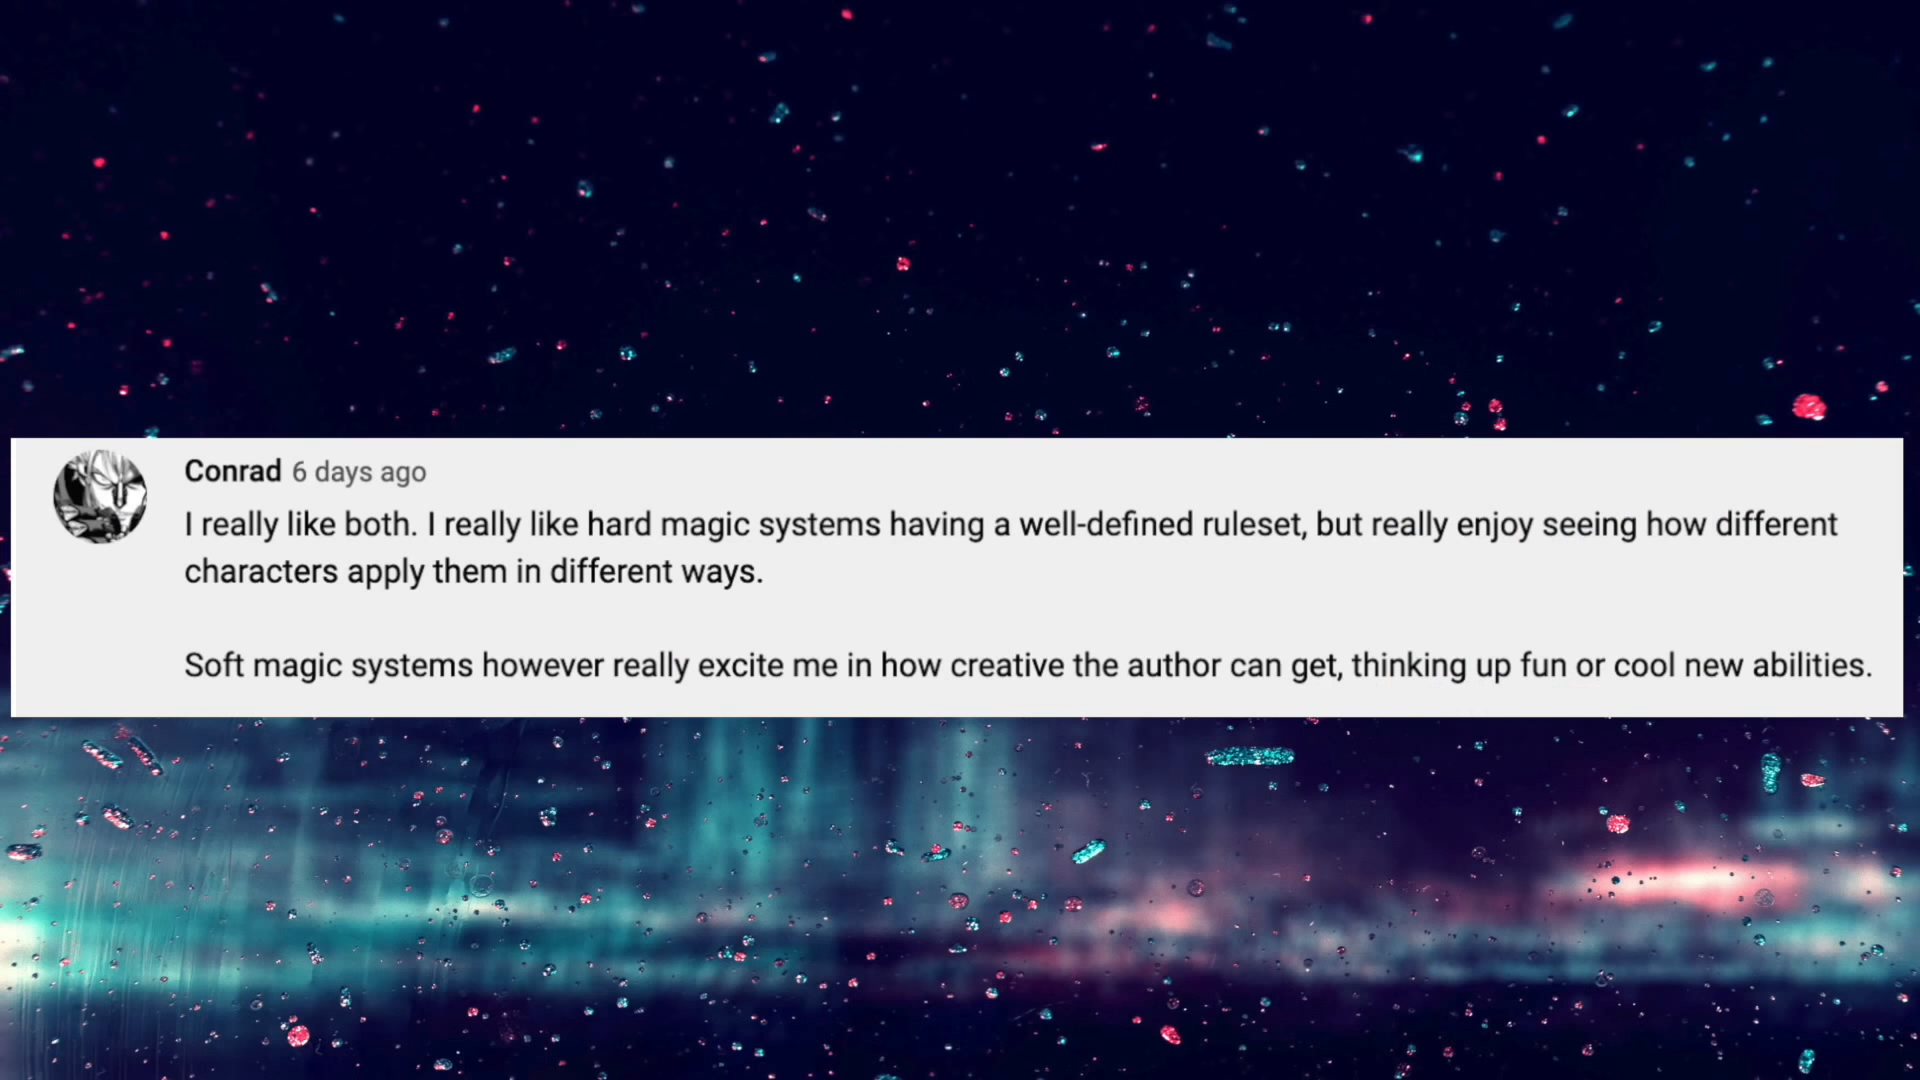 Conrad 6 days ago
I really like both. I really like hard magic systems having a well-defined ruleset, but really enjoy seeing how different
characters apply them in different ways.
Soft magic systems however really excite me in how creative the author can get, thinking up fun or cool new abilities.